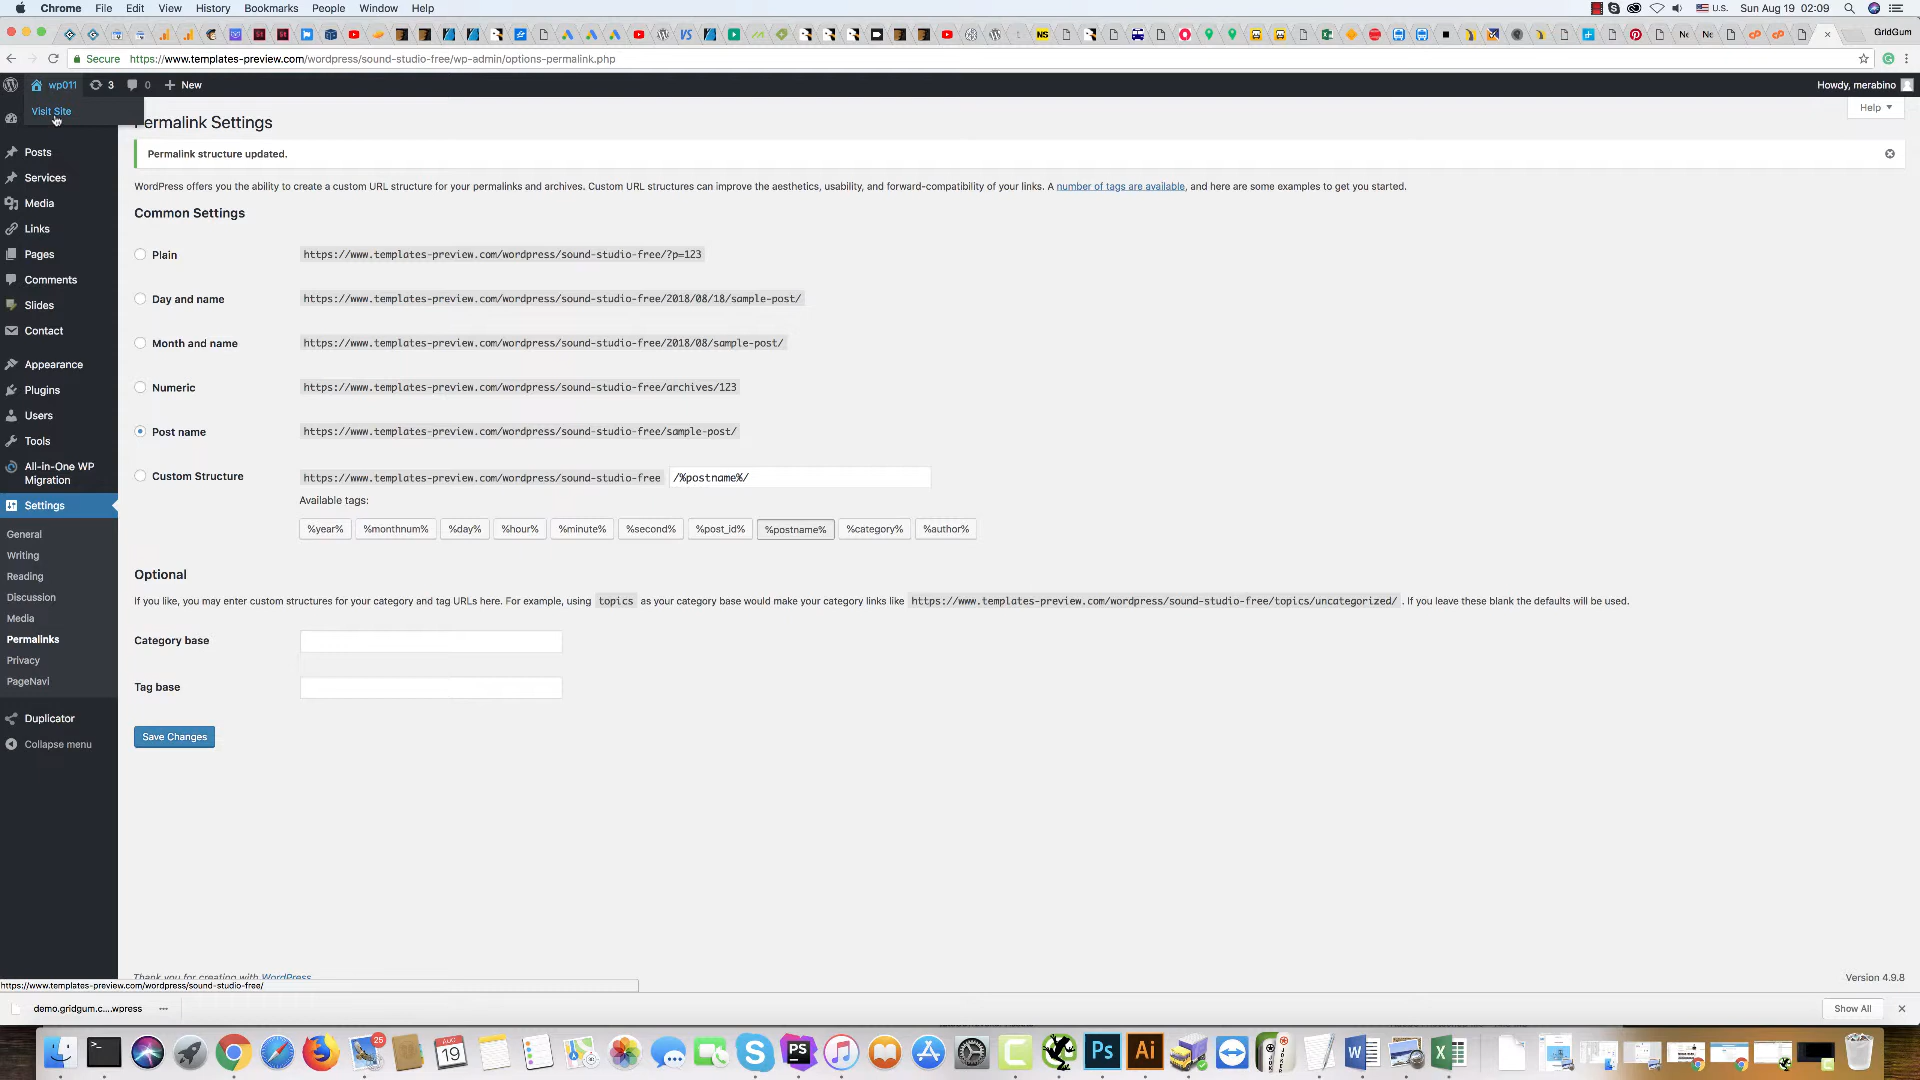 Chrome File Edit View History Bookmarks People Window Help U.S. Sun Aug 19 02:09
GridGum
Secure https://www.templates-preview.com/wordpress/sound-studio-free/wp-admin/options-permalink.php
wp011 3 0 New Howdy, merabino
Visit Site
Help
Permalink Settings
Permalink structure updated.
Posts
Services
Media
Links
Pages
Comments
Slides
Contact
Appearance
Plugins
Users
Tools
All-in-One WP
Migration
Settings
General
Writing
Reading
Discussion
Media
Permalinks
Privacy
PageNavi
Duplicator
Collapse menu
WordPress offers you the ability to create a custom URL structure for your permalinks and archives. Custom URL structures can improve the aesthetics, usability, and forward-compatibility of your links. A number of tags are available, and here are some examples to get you started.
Common Settings
Plain https://www.templates-preview.com/wordpress/sound-studio-free/?p=123
Day and name https://www.templates-preview.com/wordpress/sound-studio-free/2018/08/18/sample-post/
Month and name https://www.templates-preview.com/wordpress/sound-studio-free/2018/08/sample-post/
Numeric https://www.templates-preview.com/wordpress/sound-studio-free/archives/123
Post name https://www.templates-preview.com/wordpress/sound-studio-free/sample-post/
Custom Structure https://www.templates-preview.com/wordpress/sound-studio-free /%postname%/
Available tags:
%year% %monthnum% %day% %hour% %minute% %second% %post_id% %postname% %category% %author%
Optional
If you like, you may enter custom structures for your category and tag URLs here. For example, using topics as your category base would make your category links like https://www.templates-preview.com/wordpress/sound-studio-free/topics/uncategorized/ . If you leave these blank the defaults will be used.
Category base
Tag base
Save Changes
Thank you for creating with WordPress
Version 4.9.8
https://www.templates-preview.com/wordpress/sound-studio-free/
demo.gridgum.c....wpress
Show All
25
AUG
19
PS
Ps
Ai